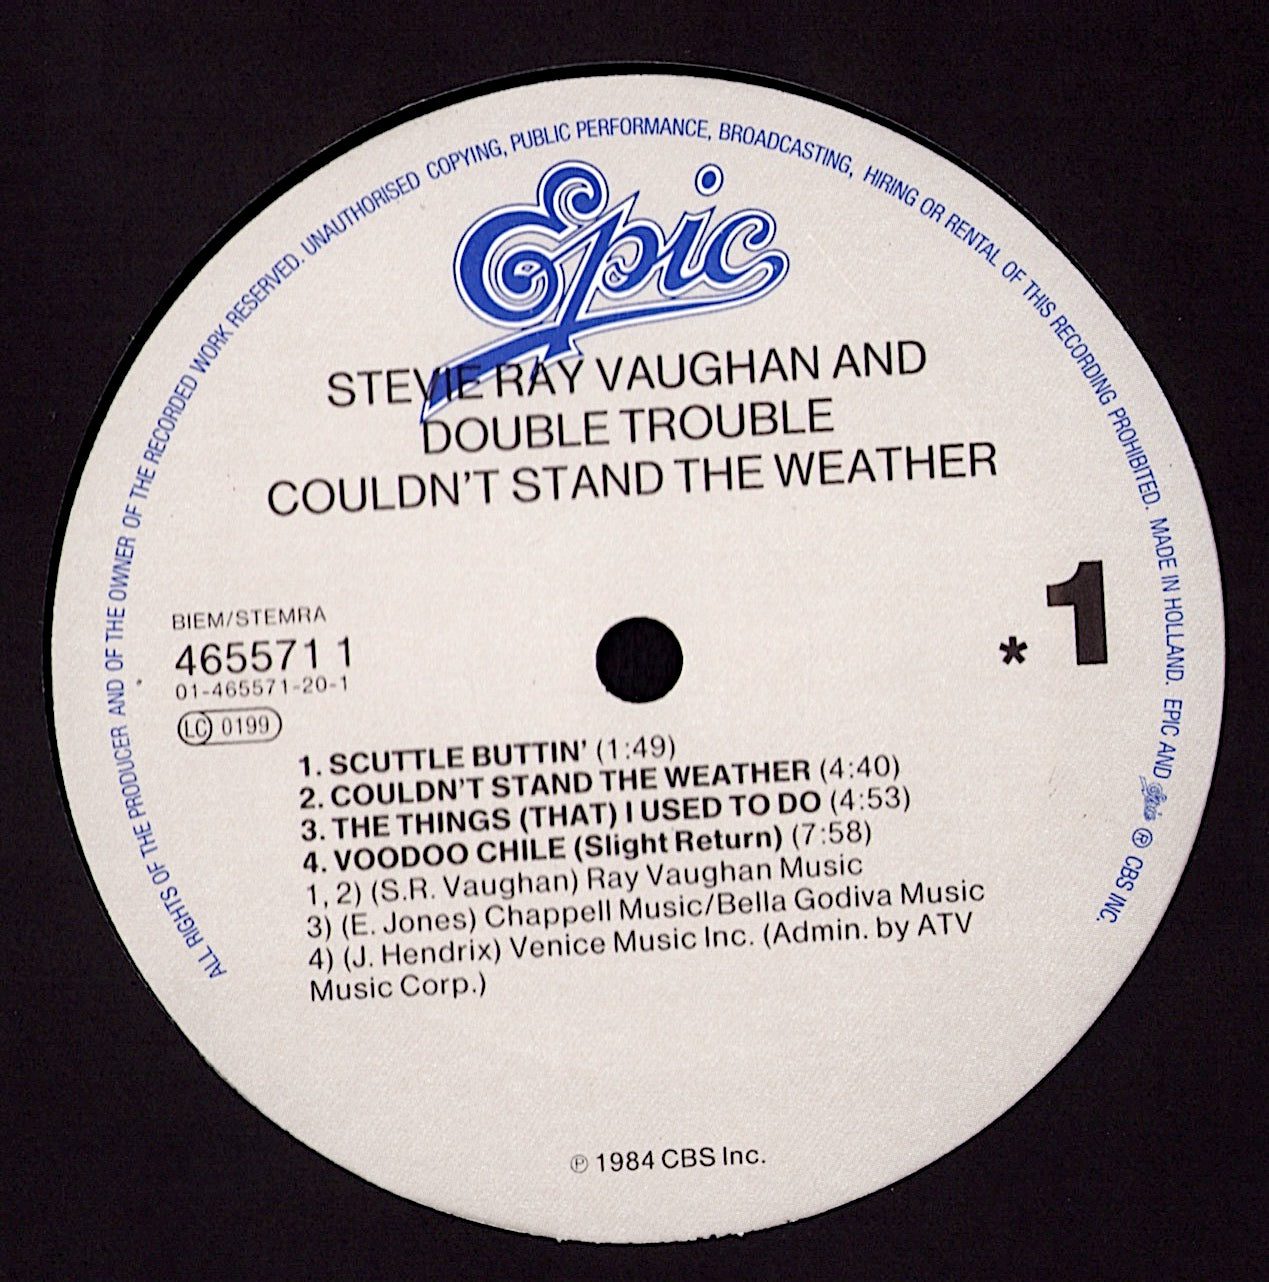 ALL RIGHTS OF THE PRODUCER AND OF THE OWNER OF THE RECORDED WORK RESERVED. UNAUTHORISED COPYING, PUBLIC PERFORMANCE, BROADCASTING, HIRING OR RENTAL OF THIS RECORDING PROHIBITED. MADE IN HOLLAND. EPIC AND Epic ® CBS INC.
Epic
STEVIE RAY VAUGHAN AND
DOUBLE TROUBLE
COULDN'T STAND THE WEATHER
BIEM/STEMRA
465571 1
01-465571-20-1
LC 0199
* 1
1. SCUTTLE BUTTIN' (1:49)
2. COULDN'T STAND THE WEATHER (4:40)
3. THE THINGS (THAT) I USED TO DO (4:53)
4. VOODOO CHILE (Slight Return) (7:58)
1, 2) (S.R. Vaughan) Ray Vaughan Music
3) (E. Jones) Chappell Music/Bella Godiva Music
4) (J. Hendrix) Venice Music Inc. (Admin. by ATV
Music Corp.)
℗ 1984 CBS Inc.